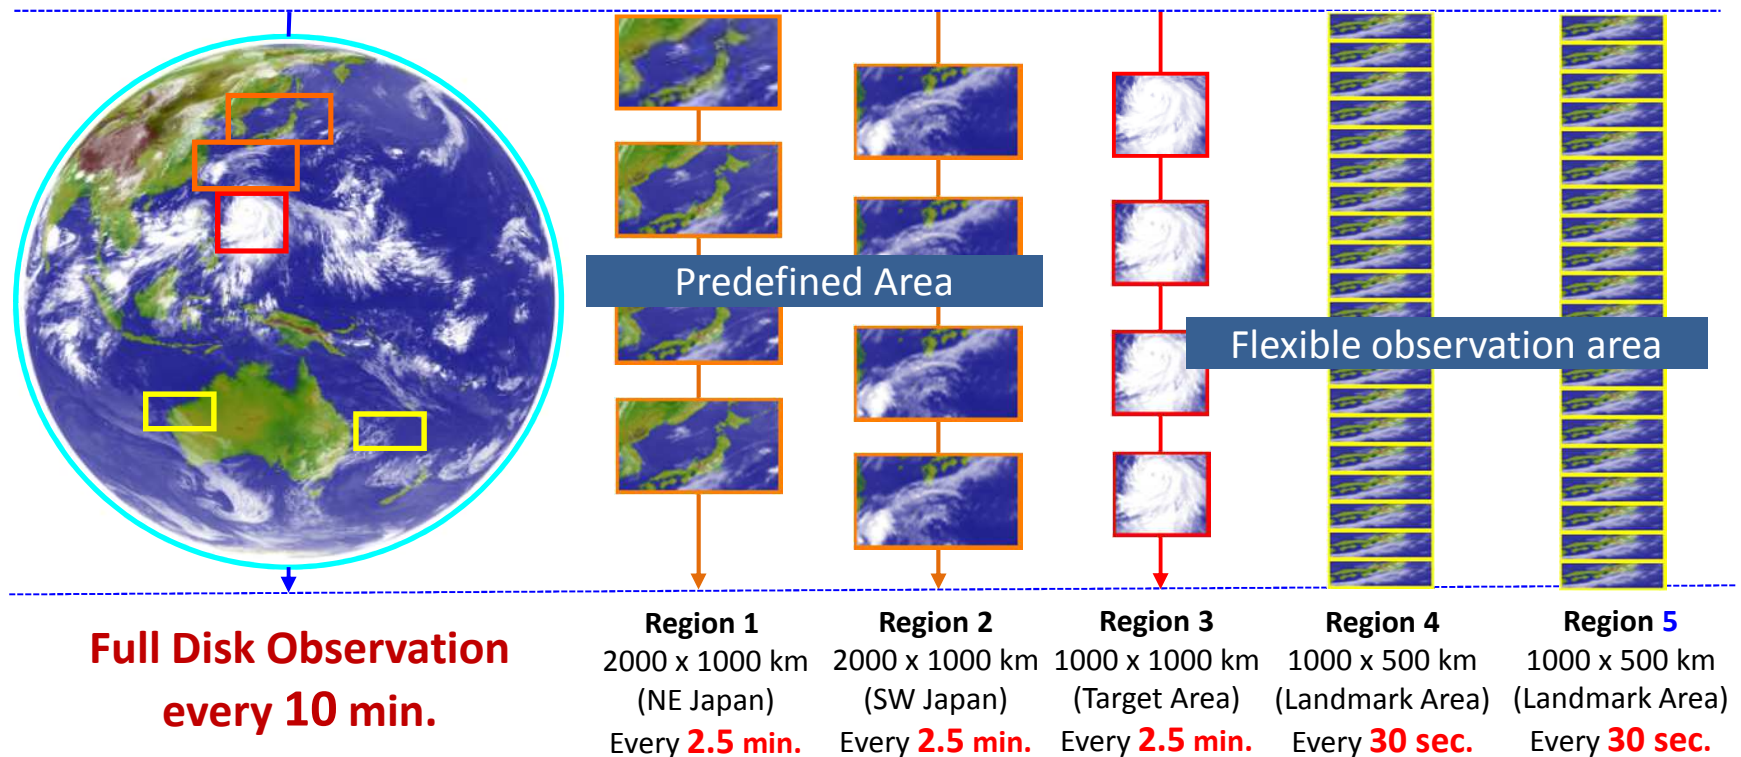 Predefined Area
Flexible observation area
Full Disk Observation
every 10 min.
Region 1
2000 x 1000 km
(NE Japan)
Every 2.5 min.
Region 2
2000 x 1000 km
(SW Japan)
Every 2.5 min.
Region 3
1000 x 1000 km
(Target Area)
Every 2.5 min.
Region 4
1000 x 500 km
(Landmark Area)
Every 30 sec.
Region 5
1000 x 500 km
(Landmark Area)
Every 30 sec.